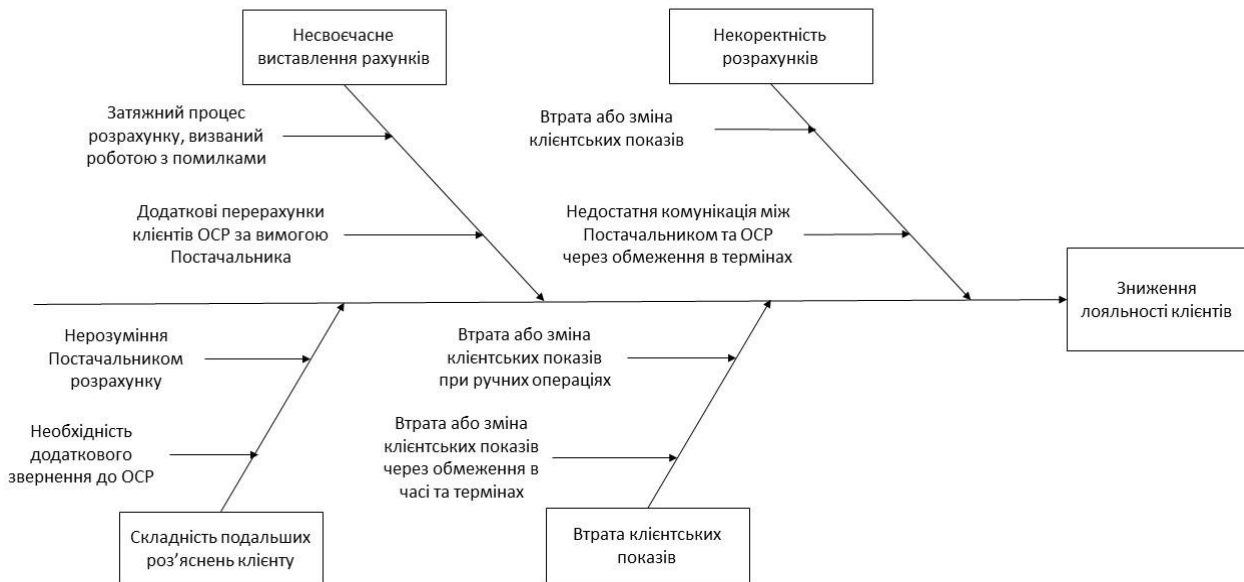 Несвоєчасне
виставлення рахунків
Некоректність
розрахунків
Затяжний процес
розрахунку, визваний
роботою з помилками
Втрата або зміна
клієнтських показів
Додаткові перерахунки
клієнтів ОСР за вимогою
Постачальника
Недостатня комунікація між
Постачальником та ОСР
через обмеження в термінах
Зниження
лояльності клієнтів
Нерозуміння
Постачальником
розрахунку
Втрата або зміна
клієнтських показів
при ручних операціях
Необхідність
додаткового
звернення до ОСР
Втрата або зміна
клієнтських показів
через обмеження в
часі та термінах
Складність подальших
роз’яснень клієнту
Втрата клієнтських
показів